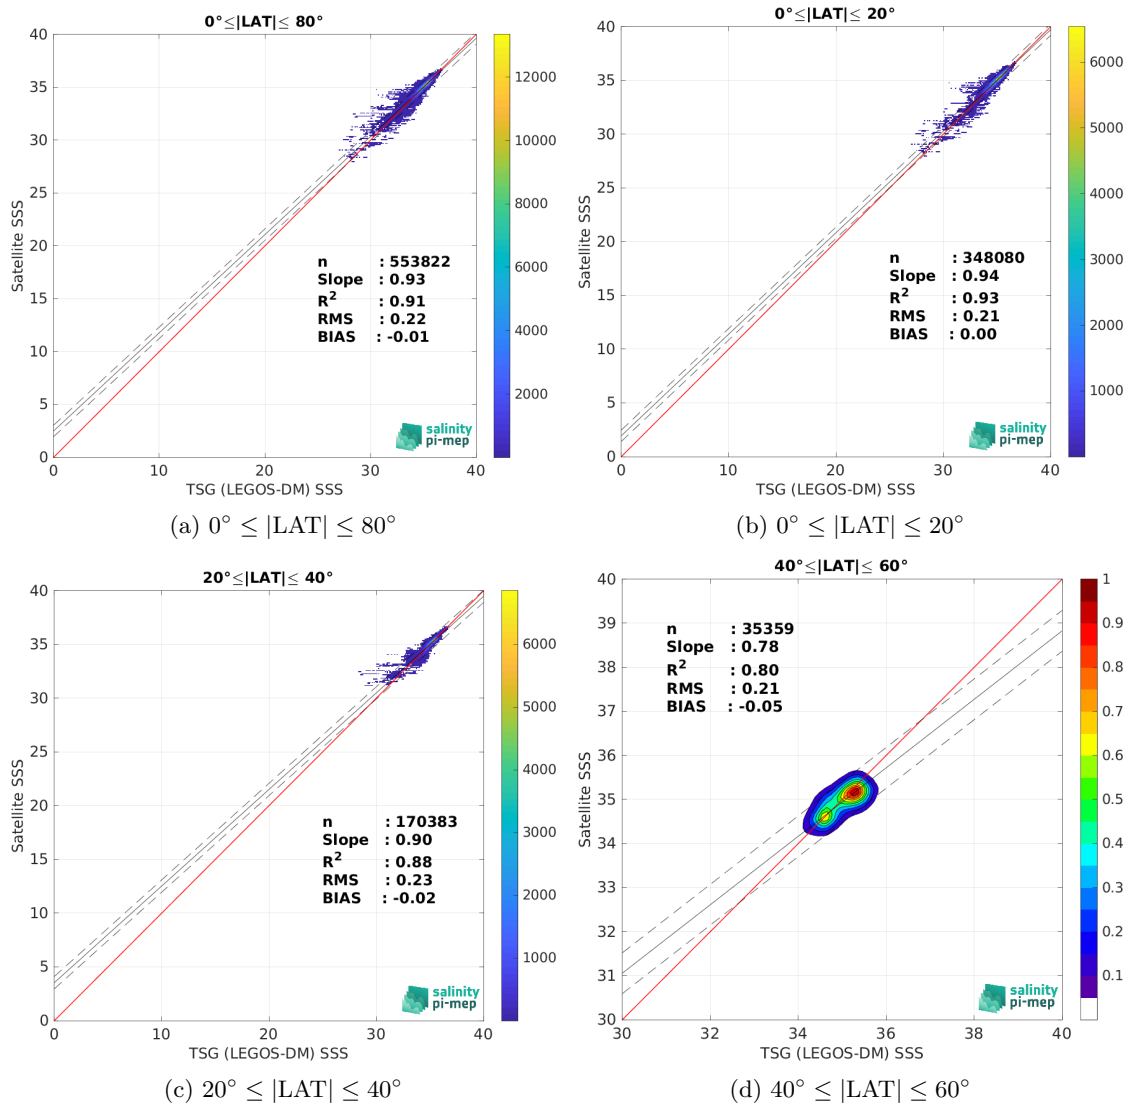 0°≤|LAT|≤ 80°
40
35
30
25
20
15
10
5
0
Satellite SSS
n : 553822
Slope : 0.93
R² : 0.91
RMS : 0.22
BIAS : -0.01
salinity
pi-mep
0 10 20 30 40
TSG (LEGOS-DM) SSS
12000
10000
8000
6000
4000
2000
(a) 0° ≤ |LAT| ≤ 80°
0°≤|LAT|≤ 20°
40
35
30
25
20
15
10
5
0
Satellite SSS
n : 348080
Slope : 0.94
R² : 0.93
RMS : 0.21
BIAS : 0.00
salinity
pi-mep
0 10 20 30 40
TSG (LEGOS-DM) SSS
6000
5000
4000
3000
2000
1000
(b) 0° ≤ |LAT| ≤ 20°
20°≤|LAT|≤ 40°
40
35
30
25
20
15
10
5
0
Satellite SSS
n : 170383
Slope : 0.90
R² : 0.88
RMS : 0.23
BIAS : -0.02
salinity
pi-mep
0 10 20 30 40
TSG (LEGOS-DM) SSS
6000
5000
4000
3000
2000
1000
(c) 20° ≤ |LAT| ≤ 40°
40°≤|LAT|≤ 60°
40
39
38
37
36
35
34
33
32
31
30
Satellite SSS
n : 35359
Slope : 0.78
R² : 0.80
RMS : 0.21
BIAS : -0.05
salinity
pi-mep
30 32 34 36 38 40
TSG (LEGOS-DM) SSS
1
0.9
0.8
0.7
0.6
0.5
0.4
0.3
0.2
0.1
(d) 40° ≤ |LAT| ≤ 60°